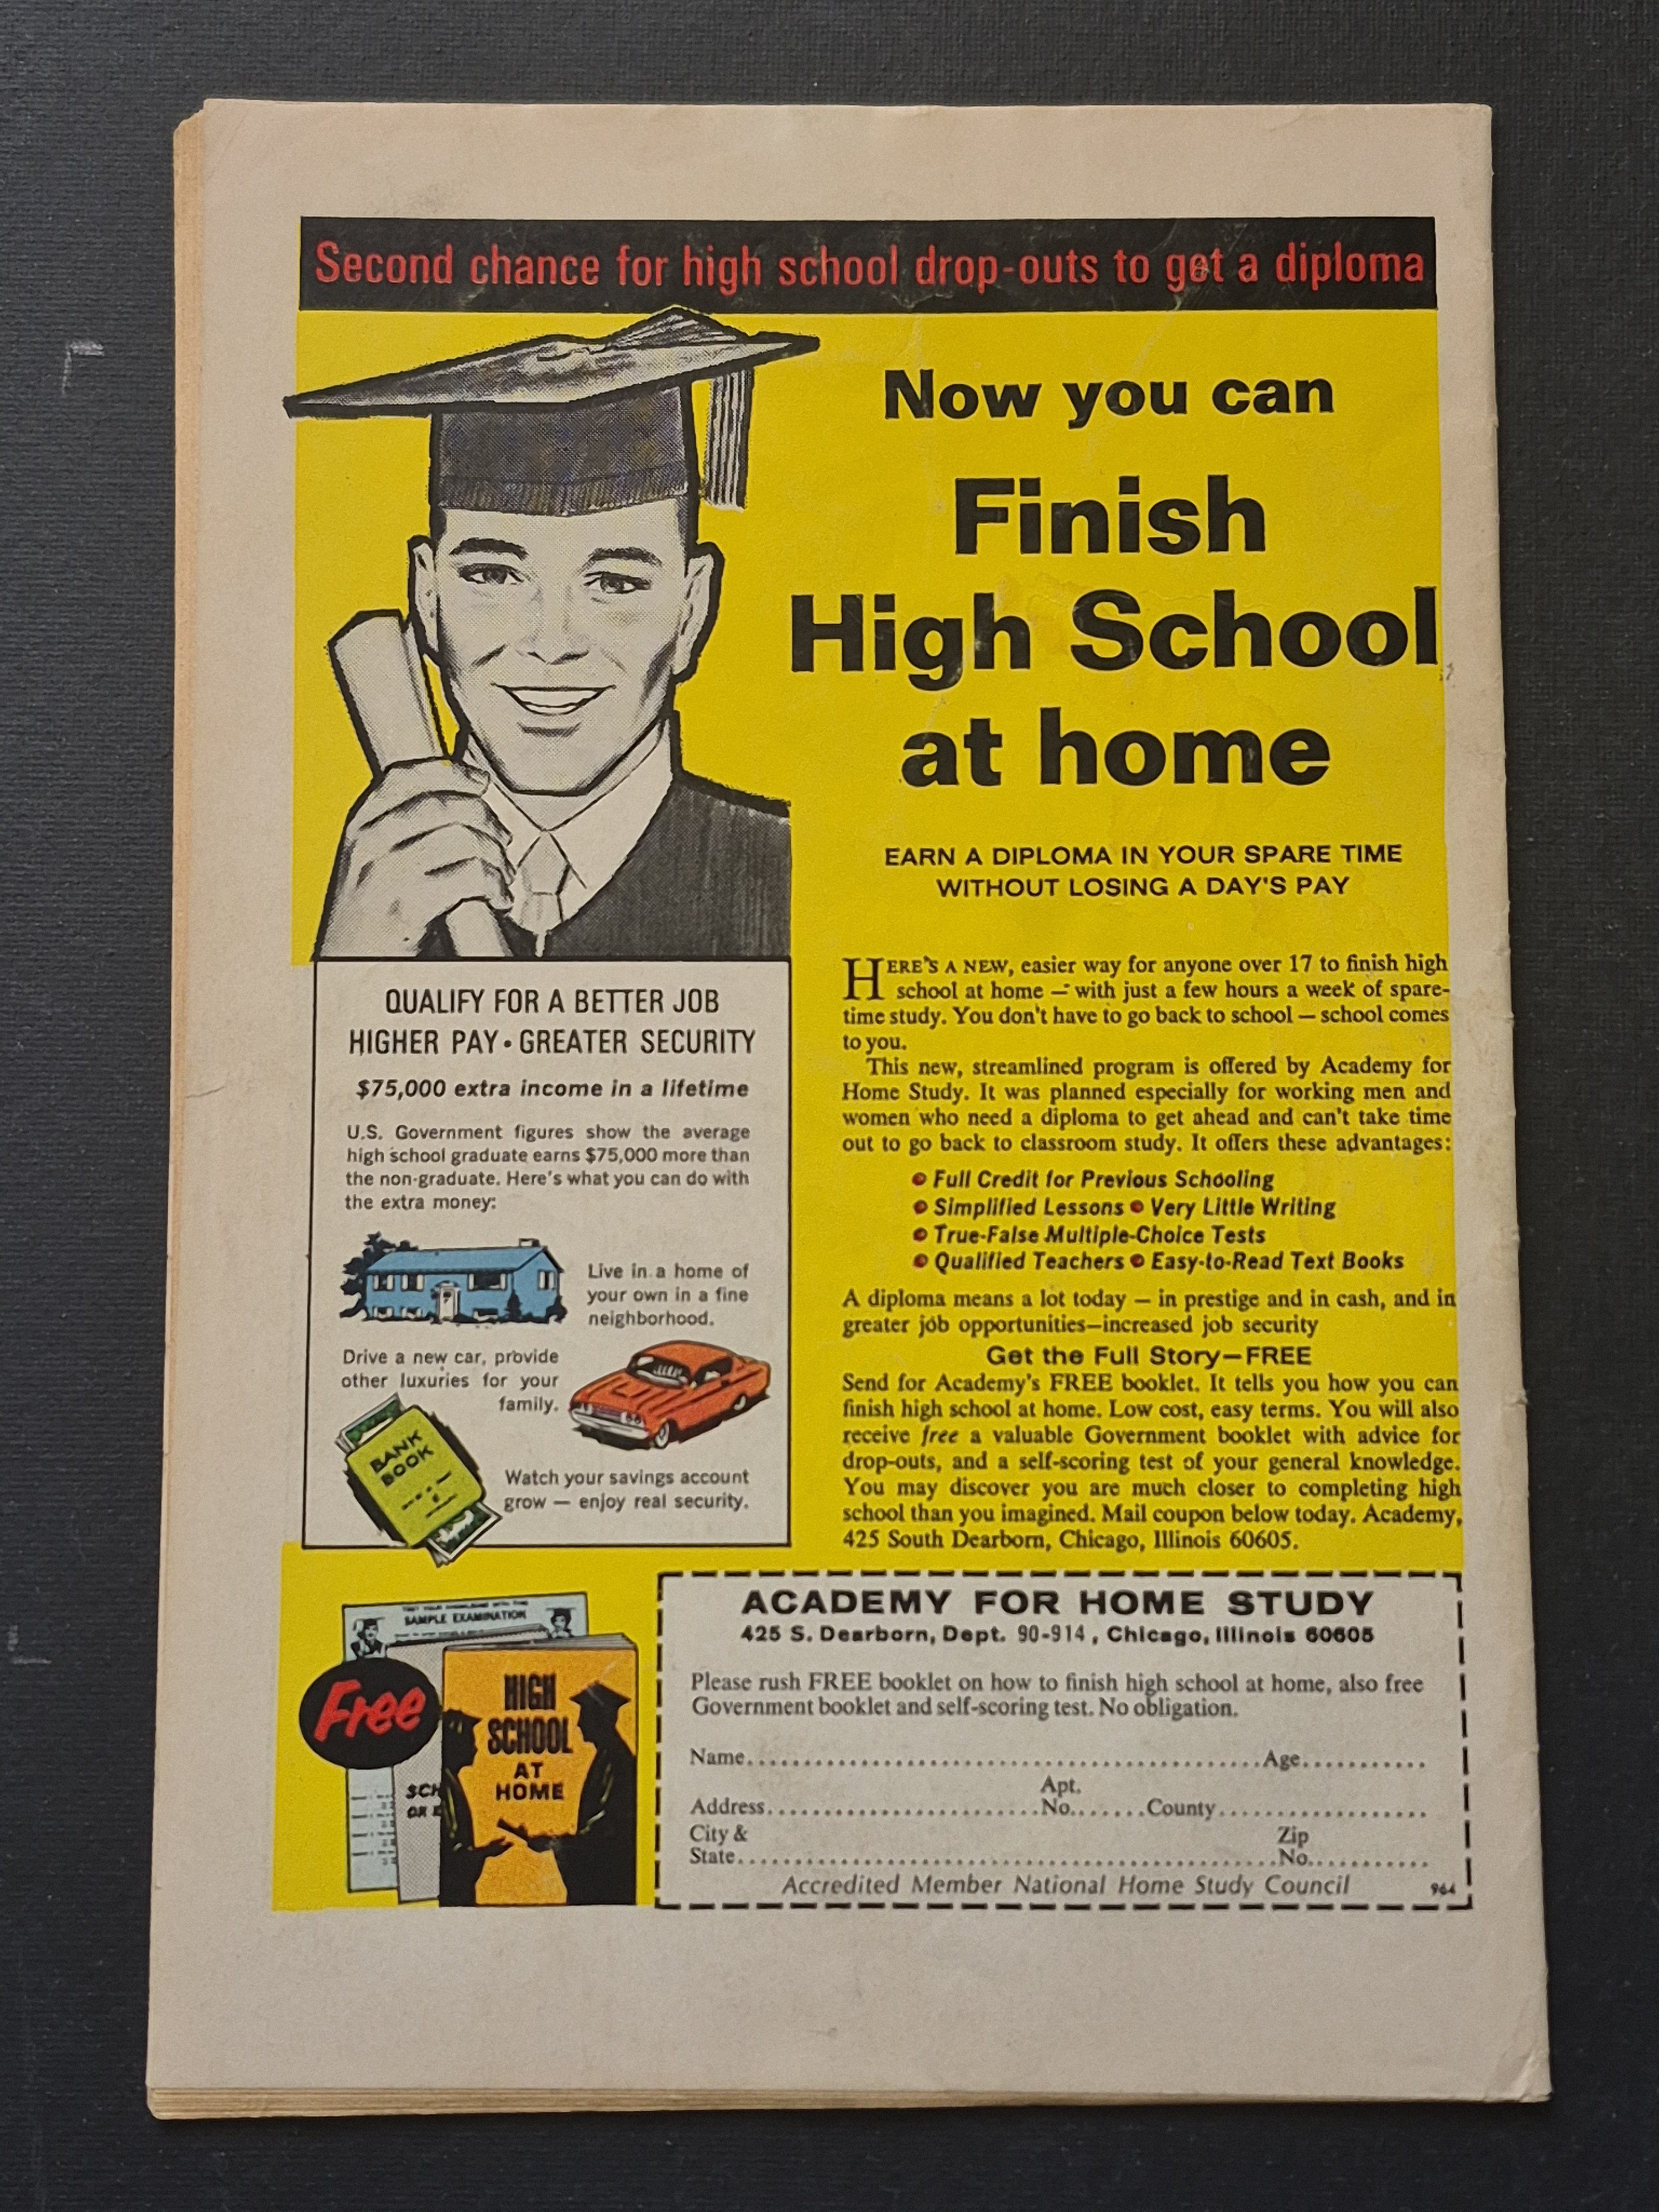 Second chance for high school drop-outs to get a diploma
Now you can
Finish
High School
at home
EARN A DIPLOMA IN YOUR SPARE TIME
WITHOUT LOSING A DAY'S PAY
HERE'S A NEW, easier way for anyone over 17 to finish high
school at home — with just a few hours a week of spare-
time study. You don't have to go back to school — school comes
to you.
This new, streamlined program is offered by Academy for
Home Study. It was planned especially for working men and
women who need a diploma to get ahead and can't take time
out to go back to classroom study. It offers these advantages:
• Full Credit for Previous Schooling
• Simplified Lessons • Very Little Writing
• True-False Multiple-Choice Tests
• Qualified Teachers • Easy-to-Read Text Books
A diploma means a lot today — in prestige and in cash, and in
greater job opportunities—increased job security
Get the Full Story—FREE
Send for Academy's FREE booklet. It tells you how you can
finish high school at home. Low cost, easy terms. You will also
receive free a valuable Government booklet with advice for
drop-outs, and a self-scoring test of your general knowledge.
You may discover you are much closer to completing high
school than you imagined. Mail coupon below today. Academy,
425 South Dearborn, Chicago, Illinois 60605.
QUALIFY FOR A BETTER JOB
HIGHER PAY • GREATER SECURITY
$75,000 extra income in a lifetime
U.S. Government figures show the average
high school graduate earns $75,000 more than
the non-graduate. Here's what you can do with
the extra money:
Live in a home of
your own in a fine
neighborhood.
Drive a new car, provide
other luxuries for your
family.
BANK
BOOK
Watch your savings account
grow — enjoy real security.
SAMPLE EXAMINATION
Free
SCH
OR
HIGH
SCHOOL
AT
HOME
ACADEMY FOR HOME STUDY
425 S. Dearborn, Dept. 90-914, Chicago, Illinois 60605
Please rush FREE booklet on how to finish high school at home, also free
Government booklet and self-scoring test. No obligation.
Name..........Age..........
Apt.
Address..........No.......County..........
City & Zip
State..........No..........
Accredited Member National Home Study Council 964